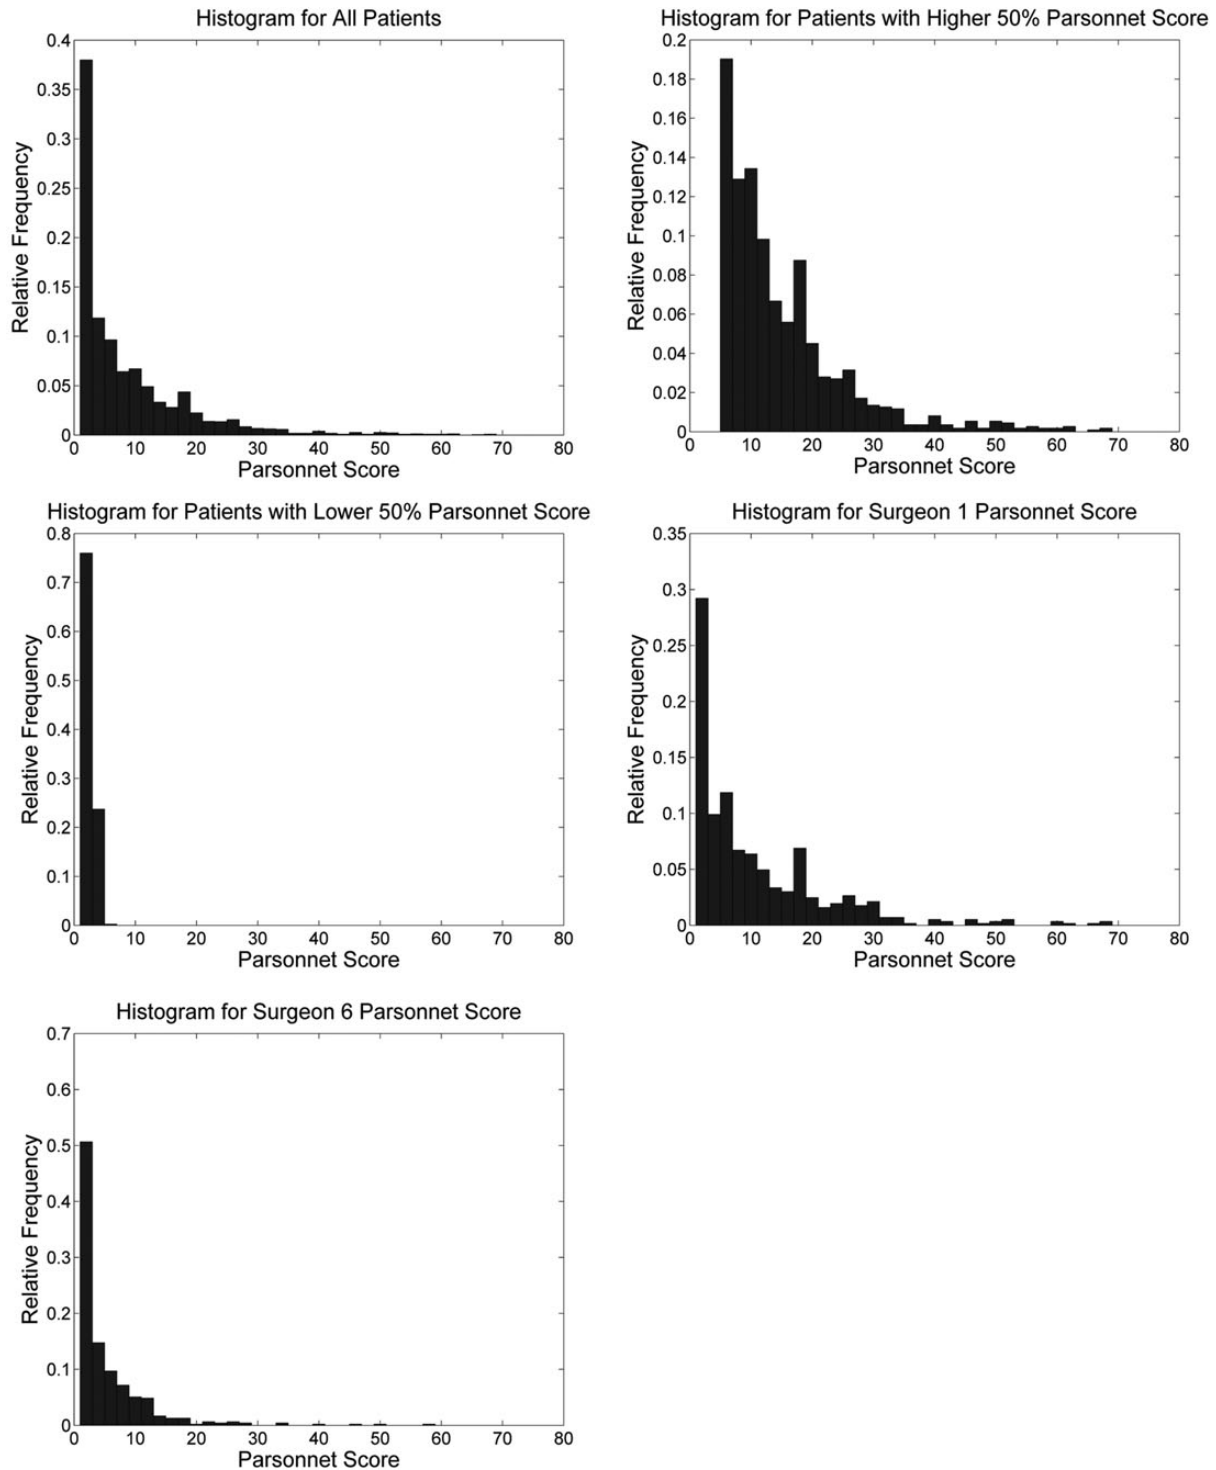 Histogram for All Patients
0.4
0.35
0.3
0.25
0.2
0.15
0.1
0.05
0
Relative Frequency
0 10 20 30 40 50 60 70 80
Parsonnet Score
Histogram for Patients with Higher 50% Parsonnet Score
0.2
0.18
0.16
0.14
0.12
0.1
0.08
0.06
0.04
0.02
0
Relative Frequency
0 10 20 30 40 50 60 70 80
Parsonnet Score
Histogram for Patients with Lower 50% Parsonnet Score
0.8
0.7
0.6
0.5
0.4
0.3
0.2
0.1
0
Relative Frequency
0 10 20 30 40 50 60 70 80
Parsonnet Score
Histogram for Surgeon 1 Parsonnet Score
0.35
0.3
0.25
0.2
0.15
0.1
0.05
0
Relative Frequency
0 10 20 30 40 50 60 70 80
Parsonnet Score
Histogram for Surgeon 6 Parsonnet Score
0.7
0.6
0.5
0.4
0.3
0.2
0.1
0
Relative Frequency
0 10 20 30 40 50 60 70 80
Parsonnet Score